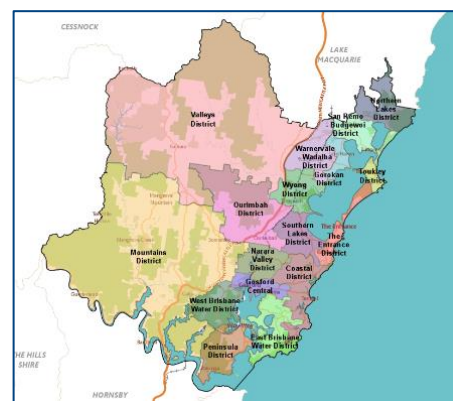 CESSNOCK
LAKE
MACQUARIE
Valleys
District
Northern
Lakes
District
San Remo
Budgewoi
District
Warnervale
Wadalba
District
Gorokan
District
Toukley
District
Wyong
District
Ourimbah
District
Southern
Lakes
District
The Entrance
The
Entrance
District
Mountains
District
Narara
Valley
District
Coastal
District
Gosford
Central
West Brisbane
Water District
Peninsula
District
East Brisbane
Water District
THE HILLS
SHIRE
HORNSBY